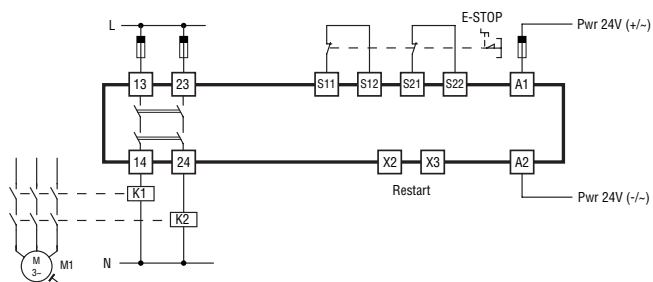 E-STOP
L
Pwr 24V (+/~)
13
23
S11
S12
S21
S22
A1
14
24
X2
X3
A2
Restart
K1
Pwr 24V (-/~)
K2
M
3~
M1
N